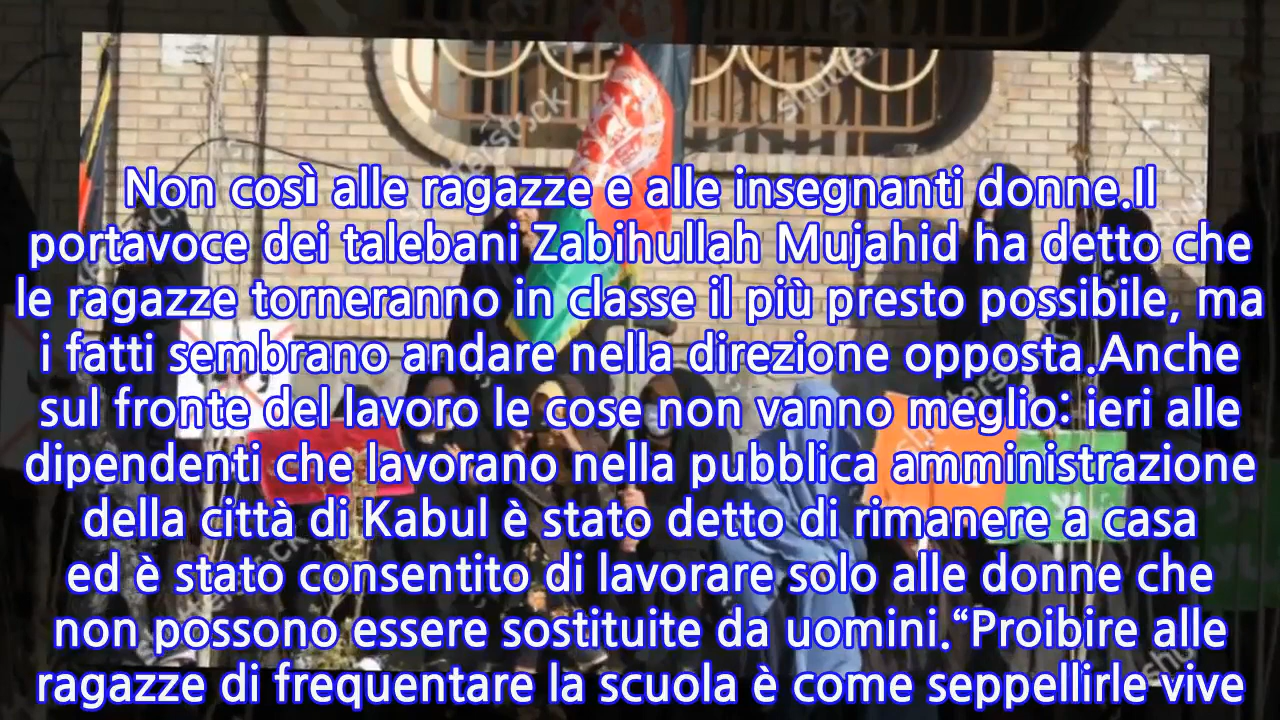 Non così alle ragazze e alle insegnanti donne.Il
portavoce dei talebani Zabihullah Mujahid ha detto che
le ragazze torneranno in classe il più presto possibile, ma
i fatti sembrano andare nella direzione opposta.Anche
sul fronte del lavoro le cose non vanno meglio: ieri alle
dipendenti che lavorano nella pubblica amministrazione
della città di Kabul è stato detto di rimanere a casa
ed è stato consentito di lavorare solo alle donne che
non possono essere sostituite da uomini.“Proibire alle
ragazze di frequentare la scuola è come seppellirle vive